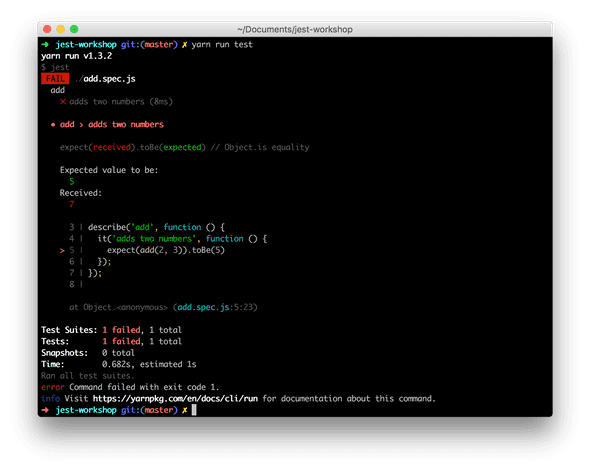 ~/Documents/jest-workshop
➜ jest-workshop git:(master) ✗ yarn run test
yarn run v1.3.2
$ jest
FAIL ./add.spec.js
add
✕ adds two numbers (8ms)
● add › adds two numbers
expect(received).toBe(expected) // Object.is equality
Expected value to be:
5
Received:
7
3 | describe('add', function () {
4 | it('adds two numbers', function () {
> 5 | expect(add(2, 3)).toBe(5)
6 | });
7 | });
8 |
at Object.<anonymous> (add.spec.js:5:23)
Test Suites: 1 failed, 1 total
Tests: 1 failed, 1 total
Snapshots: 0 total
Time: 0.682s, estimated 1s
Ran all test suites.
error Command failed with exit code 1.
info Visit https://yarnpkg.com/en/docs/cli/run for documentation about this command.
➜ jest-workshop git:(master) ✗